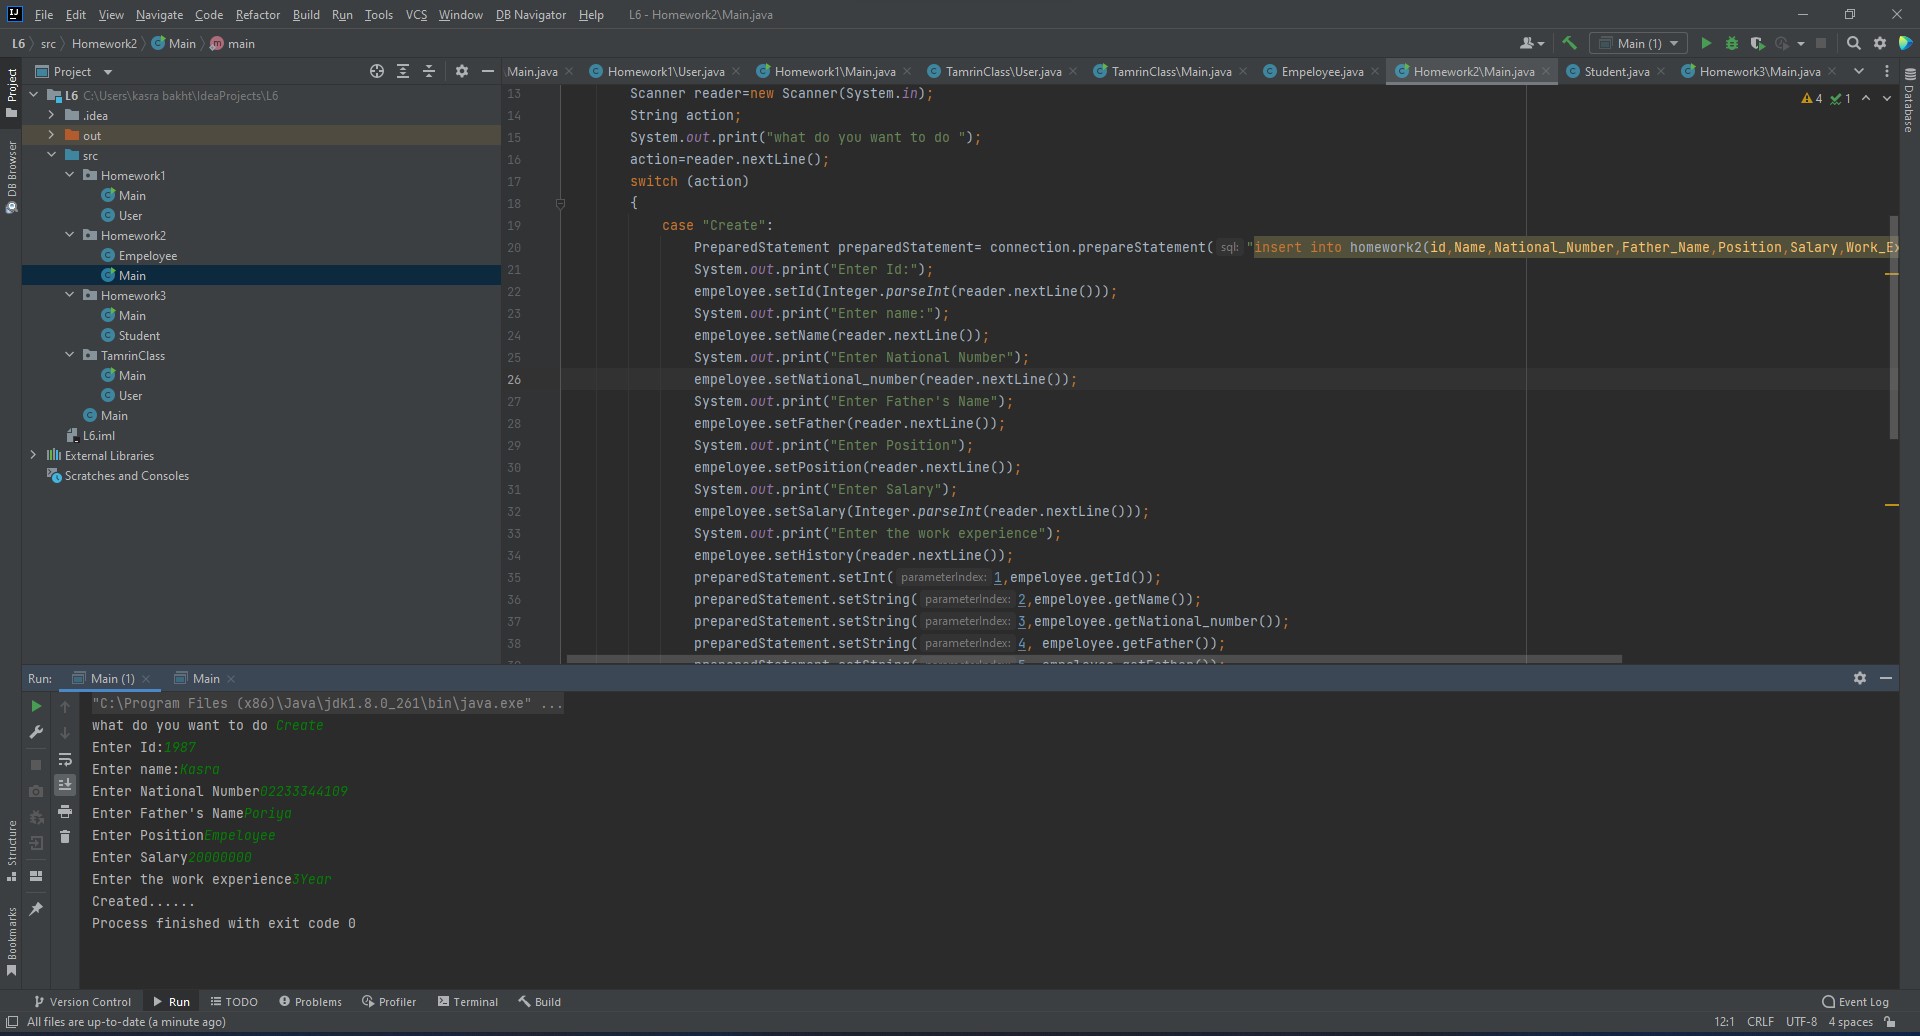 File Edit View Navigate Code Refactor Build Run Tools VCS Window DB Navigator Help L6 - Homework2\Main.java
L6 src Homework2 Main main
Main (1)
Project
Main.java Homework1\User.java Homework1\Main.java TamrinClass\User.java TamrinClass\Main.java Empeloyee.java Homework2\Main.java Student.java Homework3\Main.java
Project
DB Browser
Structure
Bookmarks
Database
L6 C:\Users\kasra bakht\IdeaProjects\L6
.idea
out
src
Homework1
Main
User
Homework2
Empeloyee
Main
Homework3
Main
Student
TamrinClass
Main
User
Main
L6.iml
External Libraries
Scratches and Consoles
4 1
13 Scanner reader=new Scanner(System.in);
14 String action;
15 System.out.print("what do you want to do ");
16 action=reader.nextLine();
17 switch (action)
18 {
19 case "Create":
20 PreparedStatement preparedStatement= connection.prepareStatement( sql: "insert into homework2(id,Name,National_Number,Father_Name,Position,Salary,Work_Ex
21 System.out.print("Enter Id:");
22 empeloyee.setId(Integer.parseInt(reader.nextLine()));
23 System.out.print("Enter name:");
24 empeloyee.setName(reader.nextLine());
25 System.out.print("Enter National Number");
26 empeloyee.setNational_number(reader.nextLine());
27 System.out.print("Enter Father's Name");
28 empeloyee.setFather(reader.nextLine());
29 System.out.print("Enter Position");
30 empeloyee.setPosition(reader.nextLine());
31 System.out.print("Enter Salary");
32 empeloyee.setSalary(Integer.parseInt(reader.nextLine()));
33 System.out.print("Enter the work experience");
34 empeloyee.setHistory(reader.nextLine());
35 preparedStatement.setInt( parameterIndex: 1,empeloyee.getId());
36 preparedStatement.setString( parameterIndex: 2,empeloyee.getName());
37 preparedStatement.setString( parameterIndex: 3,empeloyee.getNational_number());
38 preparedStatement.setString( parameterIndex: 4, empeloyee.getFather());
Run: Main (1) Main
"C:\Program Files (x86)\Java\jdk1.8.0_261\bin\java.exe" ...
what do you want to do Create
Enter Id:1987
Enter name:Kasra
Enter National Number02233344109
Enter Father's NamePoriya
Enter PositionEmpeloyee
Enter Salary20000000
Enter the work experience3Year
Created......
Process finished with exit code 0
Version Control Run TODO Problems Profiler Terminal Build Event Log
All files are up-to-date (a minute ago) 12:1 CRLF UTF-8 4 spaces